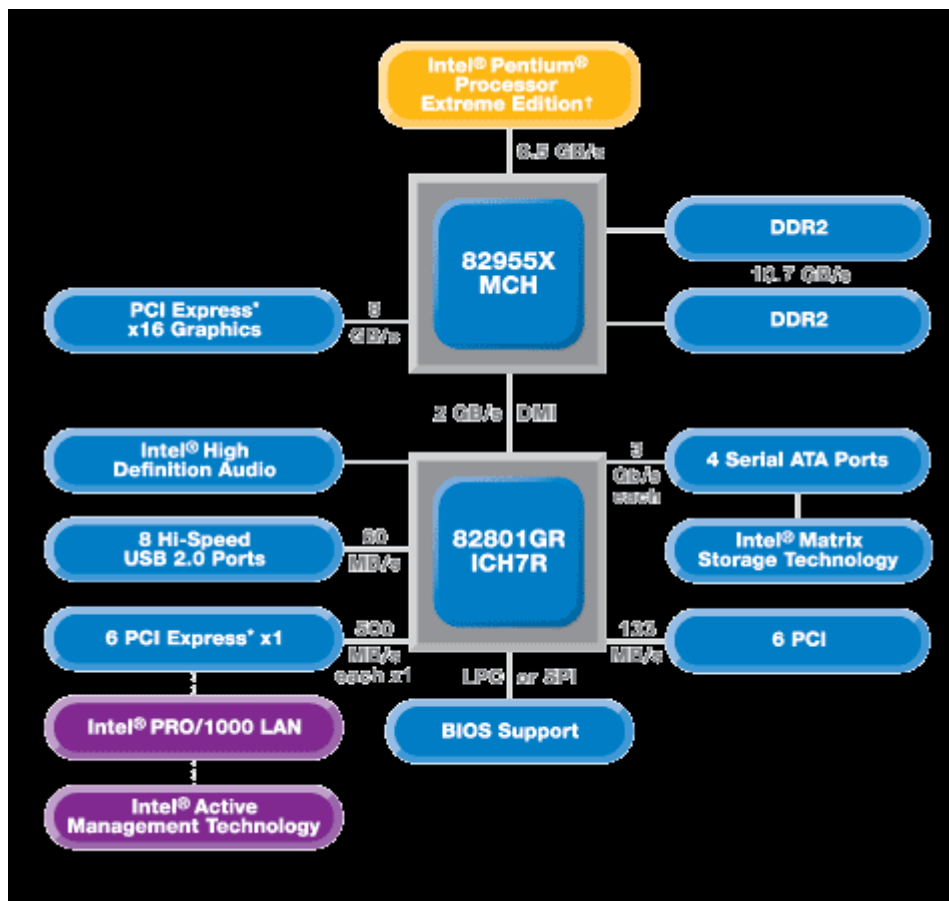 Intel® Pentium®
Processor
Extreme Edition†
8.5 GB/s
82955X
MCH
DDR2
10.7 GB/s
DDR2
PCI Express*
x16 Graphics
8
GB/s
2 GB/s DMI
Intel® High
Definition Audio
3
Gb/s
each
4 Serial ATA Ports
8 Hi-Speed
USB 2.0 Ports
60
MB/s
82801GR
ICH7R
Intel® Matrix
Storage Technology
6 PCI Express* x1
500
MB/s
each x1
133
MB/s
6 PCI
LPC or SPI
Intel® PRO/1000 LAN
BIOS Support
Intel® Active
Management Technology